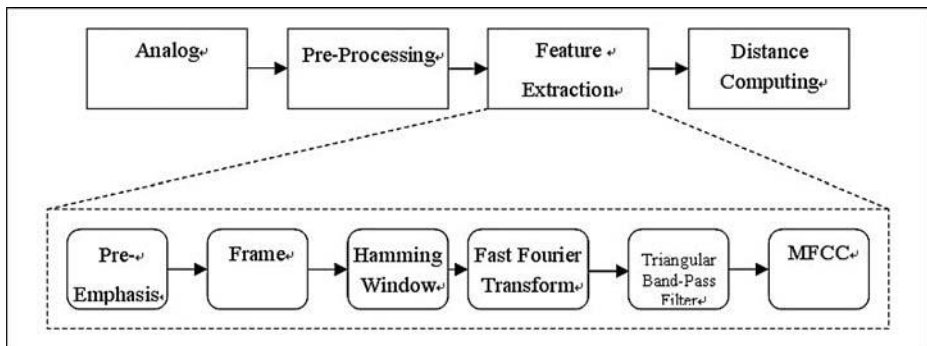 Analog
Pre-Processing
Feature
Extraction
Distance
Computing
Pre-
Emphasis
Frame
Hamming
Window
Fast Fourier
Transform
Triangular
Band-Pass
Filter
MFCC